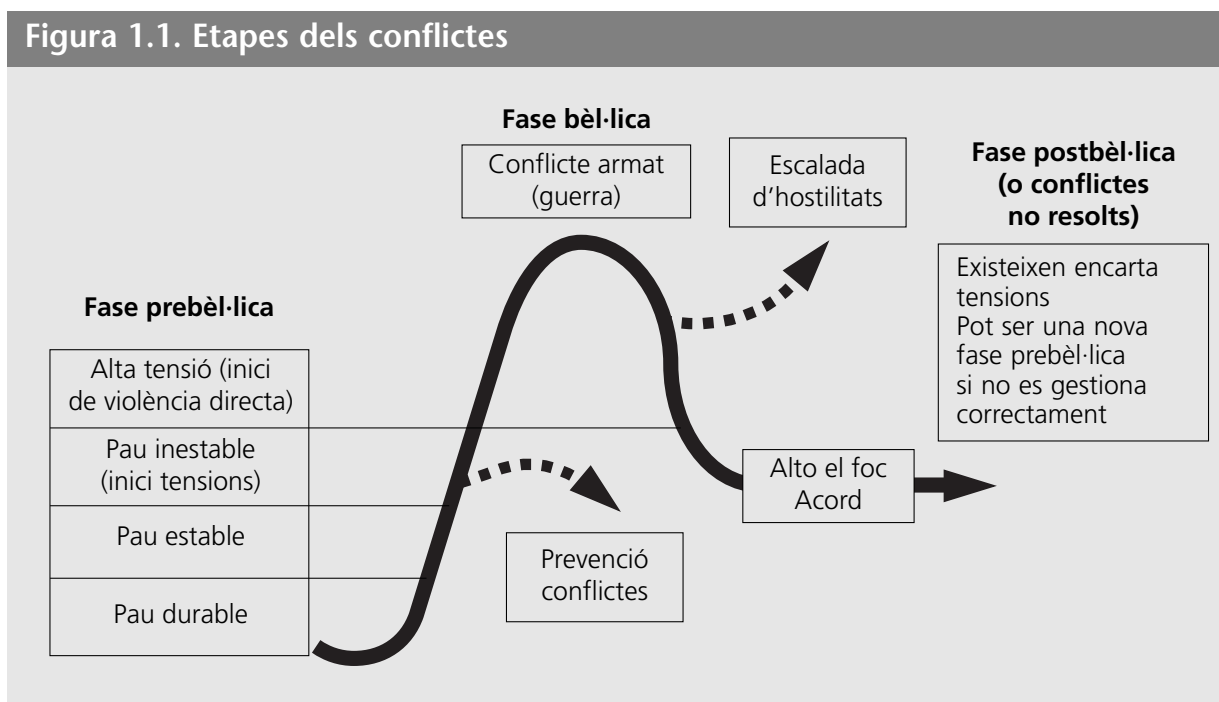 Figura 1.1. Etapes dels conflictes
Fase prebèl·lica
Alta tensió (inici
de violència directa)
Pau inestable
(inici tensions)
Pau estable
Pau durable
Fase bèl·lica
Conflicte armat
(guerra)
Prevenció
conflictes
Escalada
d’hostilitats
Alto el foc
Acord
Fase postbèl·lica
(o conflictes
no resolts)
Existeixen encarta
tensions
Pot ser una nova
fase prebèl·lica
si no es gestiona
correctament